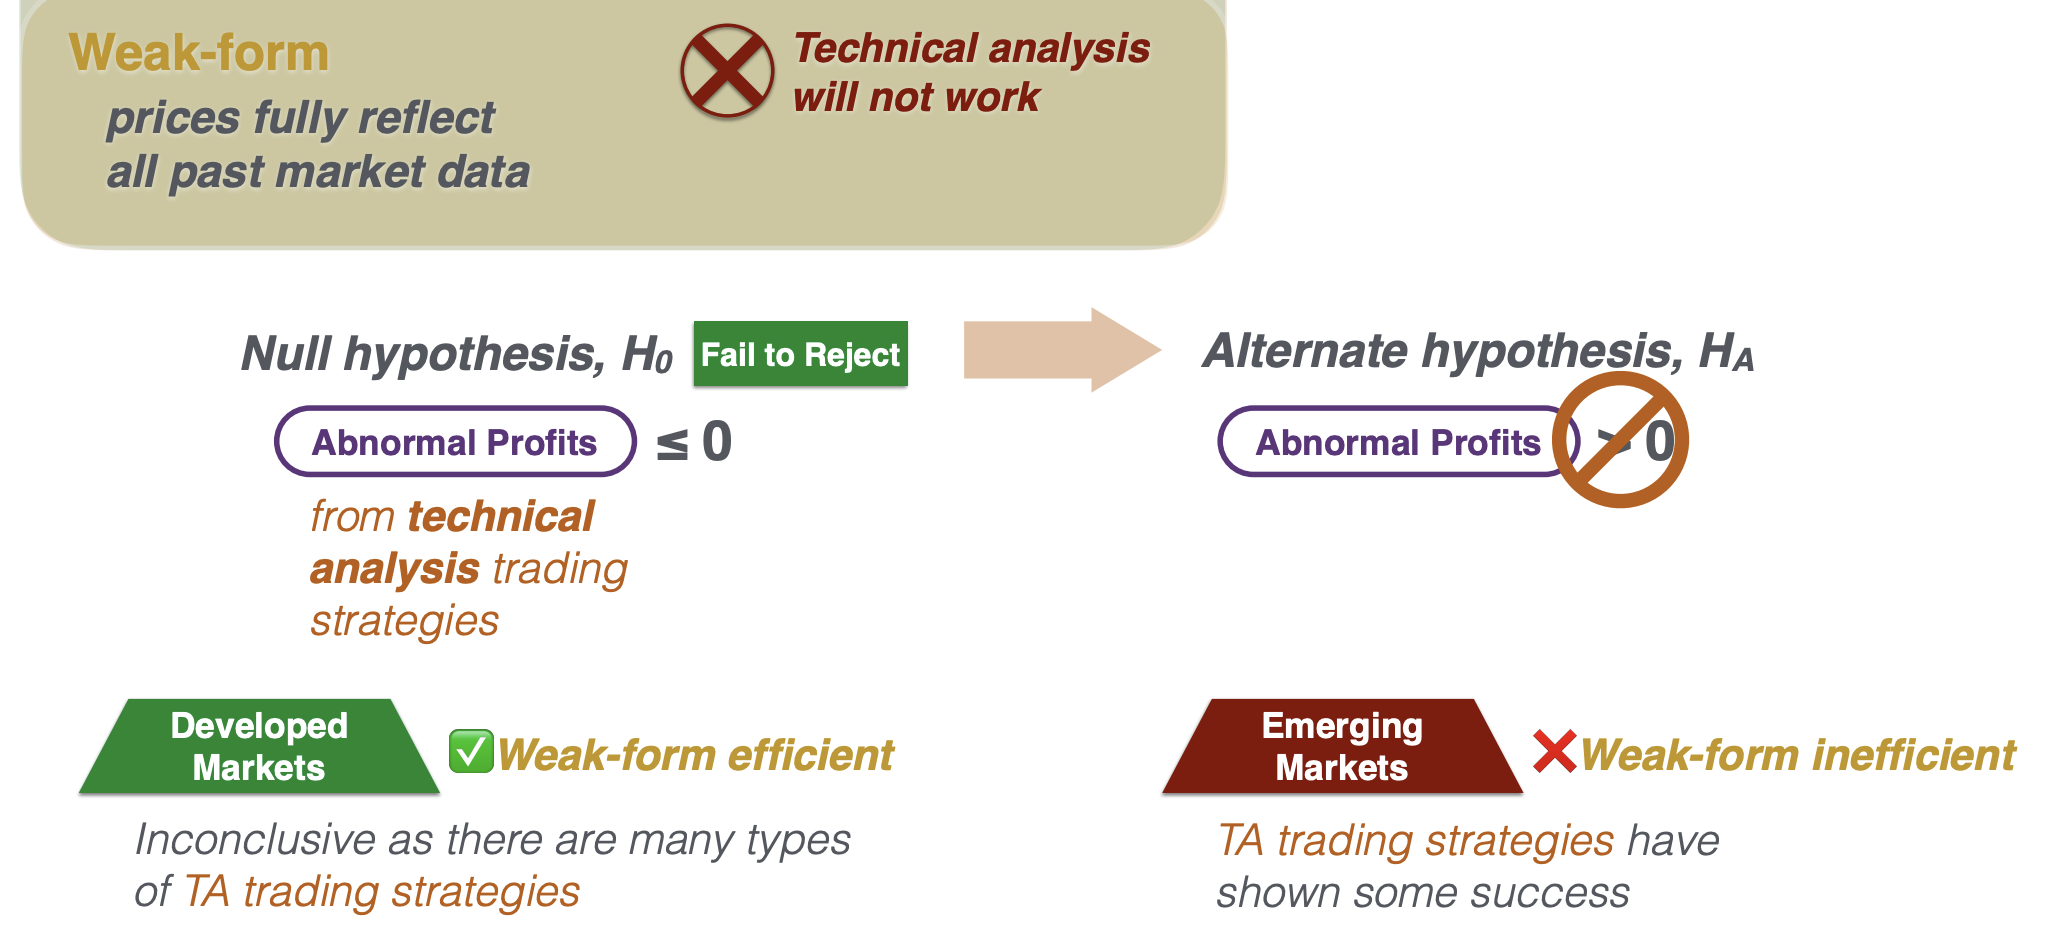 Weak-form
prices fully reflect
all past market data
Technical analysis
will not work
Null hypothesis, H₀ Fail to Reject
Abnormal Profits ≤ 0
from technical
analysis trading
strategies
Alternate hypothesis, Hₐ
Abnormal Profits > 0
Developed
Markets
✅Weak-form efficient
Inconclusive as there are many types
of TA trading strategies
Emerging
Markets
❌Weak-form inefficient
TA trading strategies have
shown some success